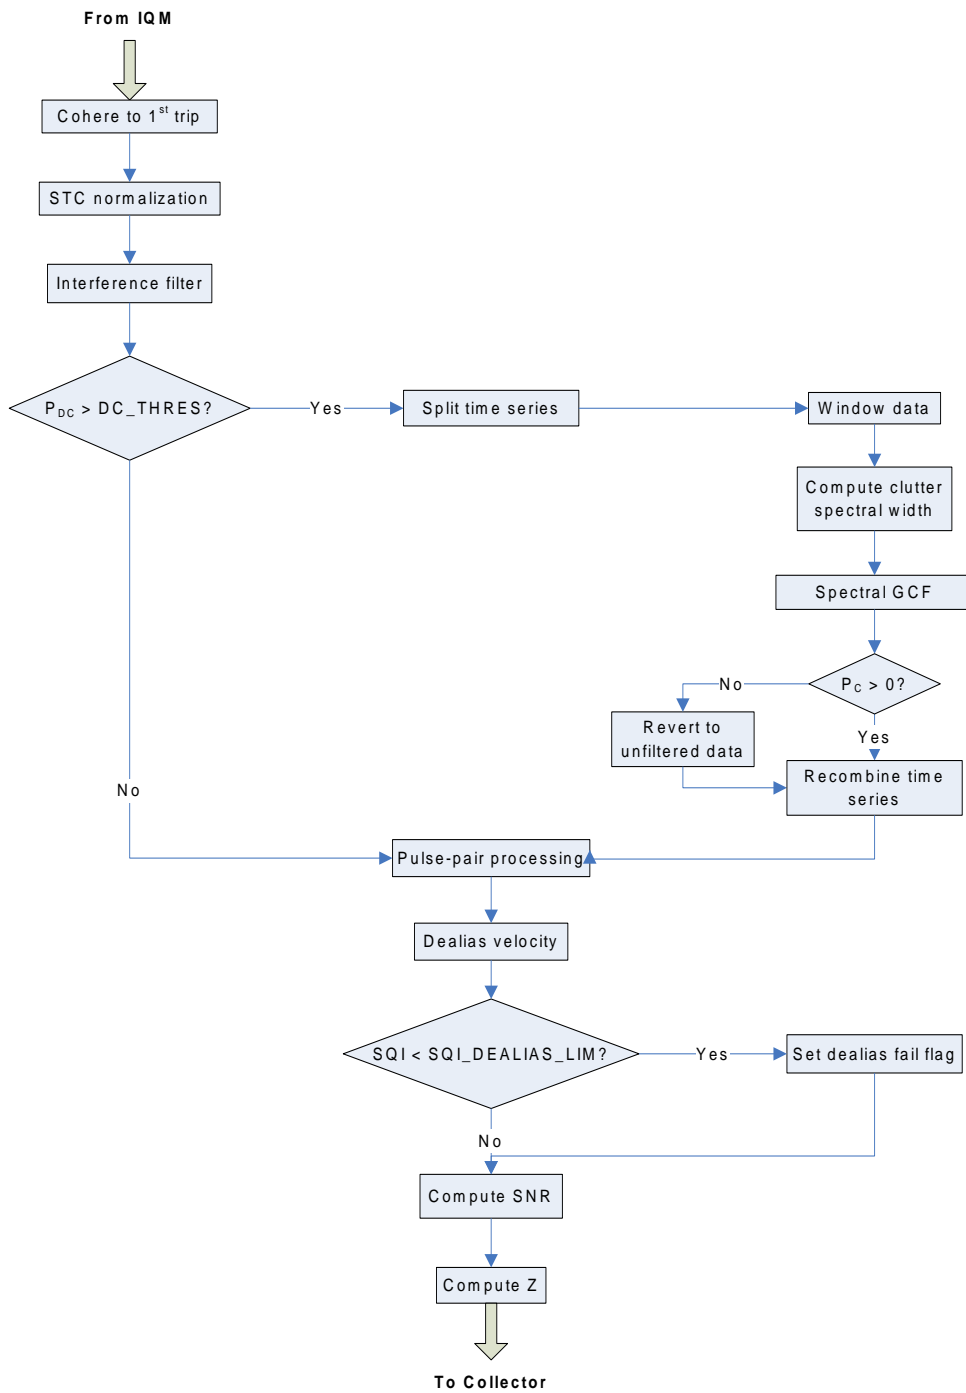 From IQM
Cohere to 1st trip
STC normalization
Interference filter
PDC > DC_THRES?
Yes
Split time series
Window data
Compute clutter
spectral width
Spectral GCF
PC > 0?
No
Yes
Revert to
unfiltered data
Recombine time
series
No
Pulse-pair processing
Dealias velocity
SQI < SQI_DEALIAS_LIM?
Yes
Set dealias fail flag
No
Compute SNR
Compute Z
To Collector